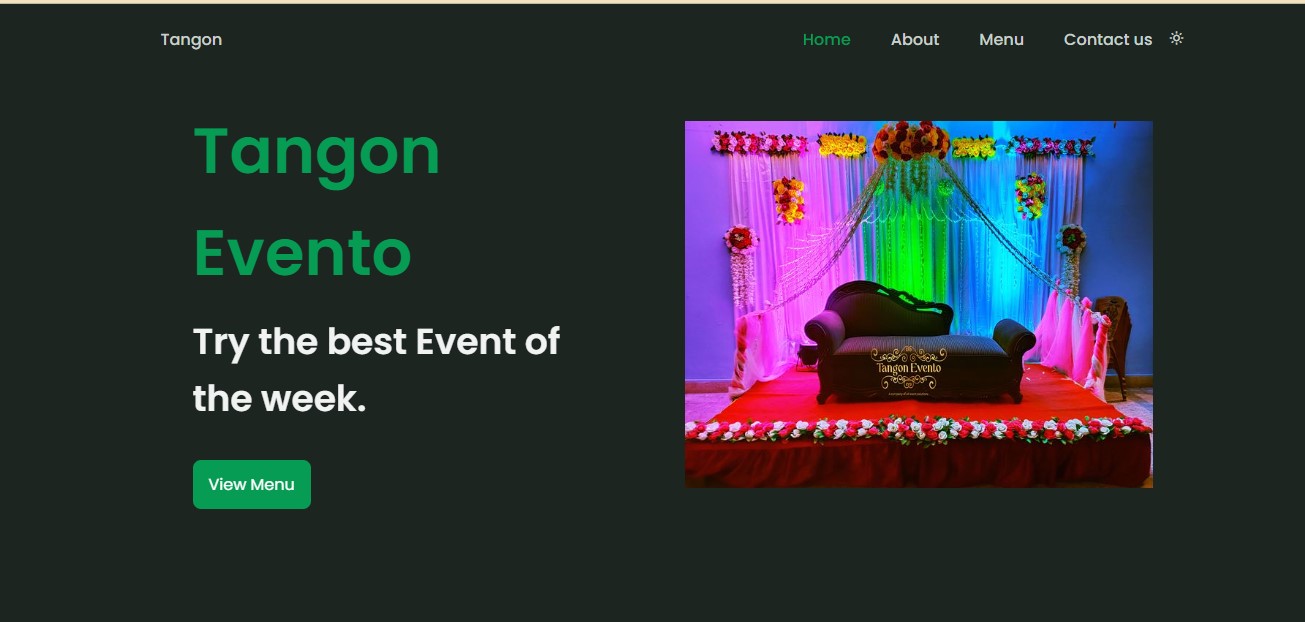 Tangon
Home About Menu Contact us
Tangon
Evento
Try the best Event of
the week.
View Menu
Tangon Evento